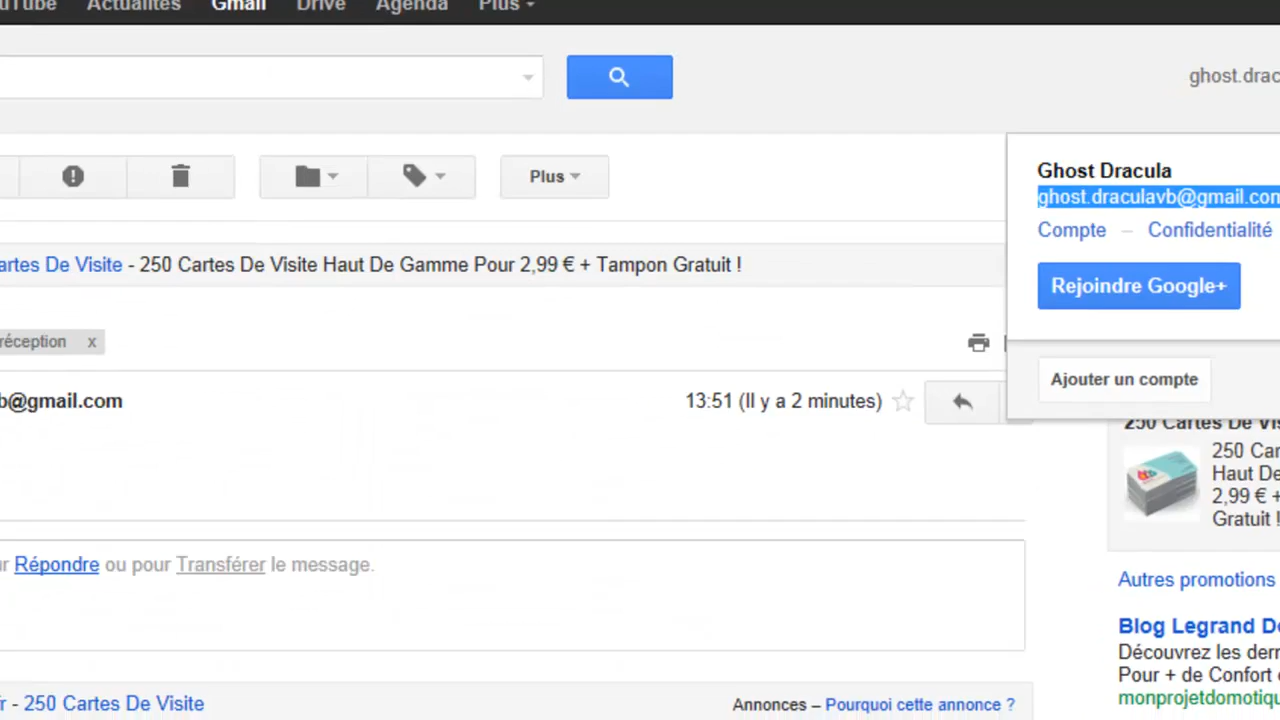 uTube Actualités Gmail Drive Agenda Plus
ghost.drac
Plus
Ghost Dracula
ghost.draculavb@gmail.con
Compte – Confidentialité
Rejoindre Google+
Ajouter un compte
artes De Visite - 250 Cartes De Visite Haut De Gamme Pour 2,99 € + Tampon Gratuit !
réception x
b@gmail.com
13:51 (Il y a 2 minutes)
250 Cartes De Vis
250 Car
Haut De
2,99 € +
Gratuit !
r Répondre ou pour Transférer le message.
Autres promotions
Blog Legrand Do
Découvrez les dern
Pour + de Confort e
monprojetdomotiqu
r - 250 Cartes De Visite
Annonces – Pourquoi cette annonce ?